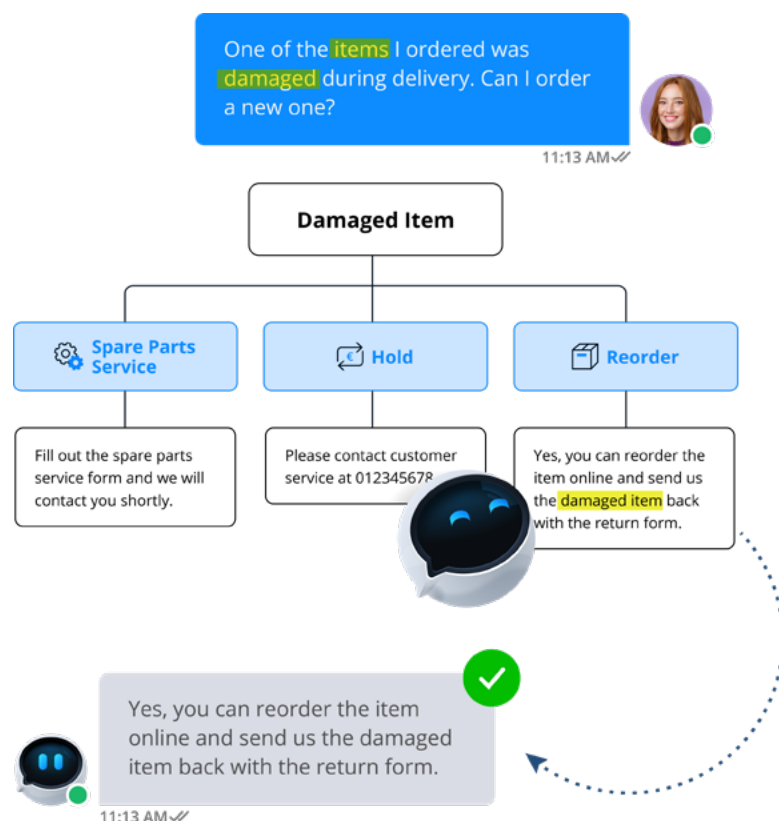 One of the items I ordered was
damaged during delivery. Can I order
a new one?
11:13 AM
Damaged Item
Spare Parts
Service
Hold
Reorder
Fill out the spare parts
service form and we will
contact you shortly.
Please contact customer
service at 012345678
Yes, you can reorder the
item online and send us
the damaged item back
with the return form.
Yes, you can reorder the item
online and send us the damaged
item back with the return form.
11:13 AM